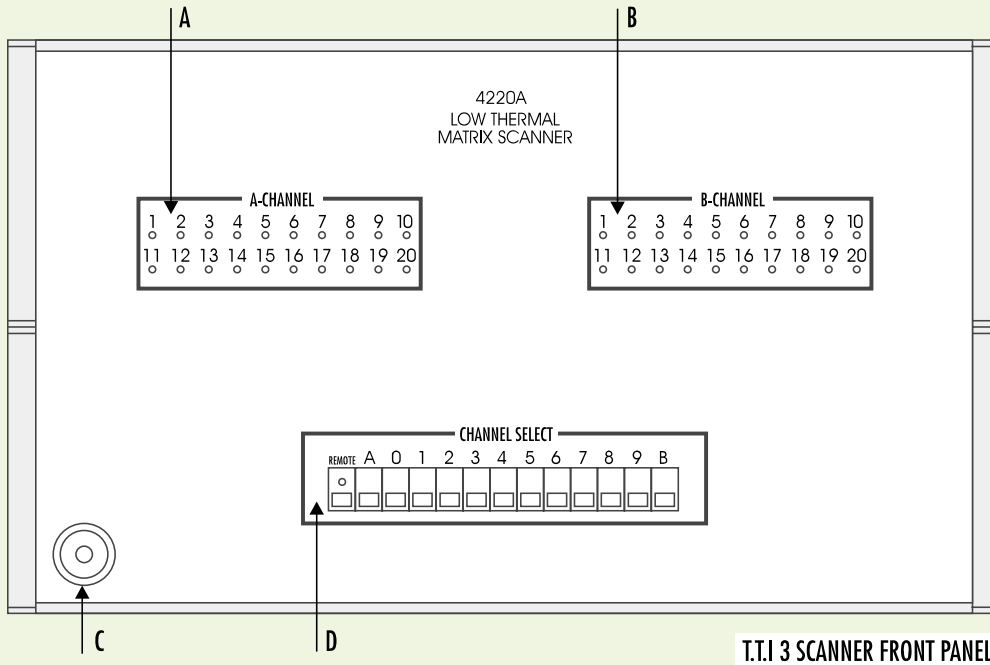 A
B
4220A
LOW THERMAL
MATRIX SCANNER
A-CHANNEL
1 2 3 4 5 6 7 8 9 10
11 12 13 14 15 16 17 18 19 20
B-CHANNEL
1 2 3 4 5 6 7 8 9 10
11 12 13 14 15 16 17 18 19 20
CHANNEL SELECT
REMOTE A 0 1 2 3 4 5 6 7 8 9 B
C
D
T.T.I 3 SCANNER FRONT PANEL